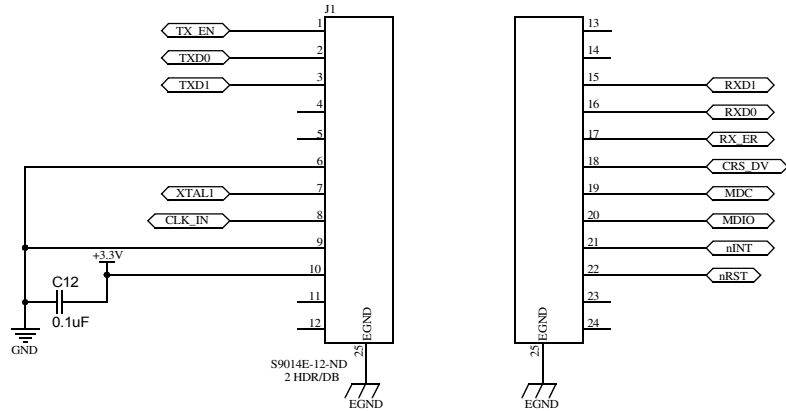 J1
TX_EN 1
TXD0 2
TXD1 3
4
5
6
XTAL1 7
CLK_IN 8
9
+3.3V
10
C12
0.1uF
11
12
GND
EGND
25
S9014E-12-ND
2 HDR/DB
EGND
13
14
15 RXD1
16 RXD0
17 RX_ER
18 CRS_DV
19 MDC
20 MDIO
21 nINT
22 nRST
23
24
EGND
25
EGND